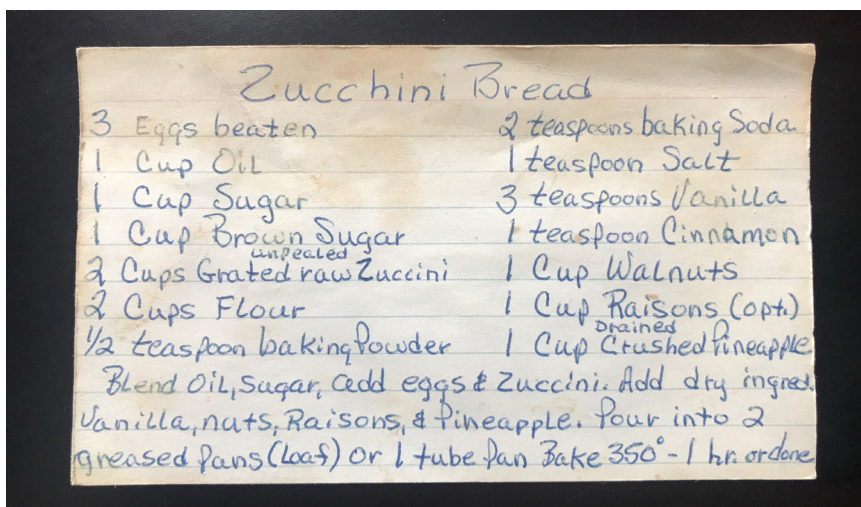 Zucchini Bread
3 Eggs beaten
1 Cup Oil
1 Cup Sugar
1 Cup Brown Sugar
unpealed
2 Cups Grated raw Zuccini
2 Cups Flour
1/2 teaspoon baking Powder
2 teaspoons baking Soda
1 teaspoon Salt
3 teaspoons Vanilla
1 teaspoon Cinnamon
1 Cup Walnuts
1 Cup Raisons (opt.)
Drained
1 Cup Crushed Pineapple
Blend Oil, Sugar, add eggs & Zuccini. Add dry ingred.
Vanilla, nuts, Raisons, & Pineapple. Pour into 2
greased Pans (Loaf) or 1 tube Pan Bake 350° - 1 hr. or done